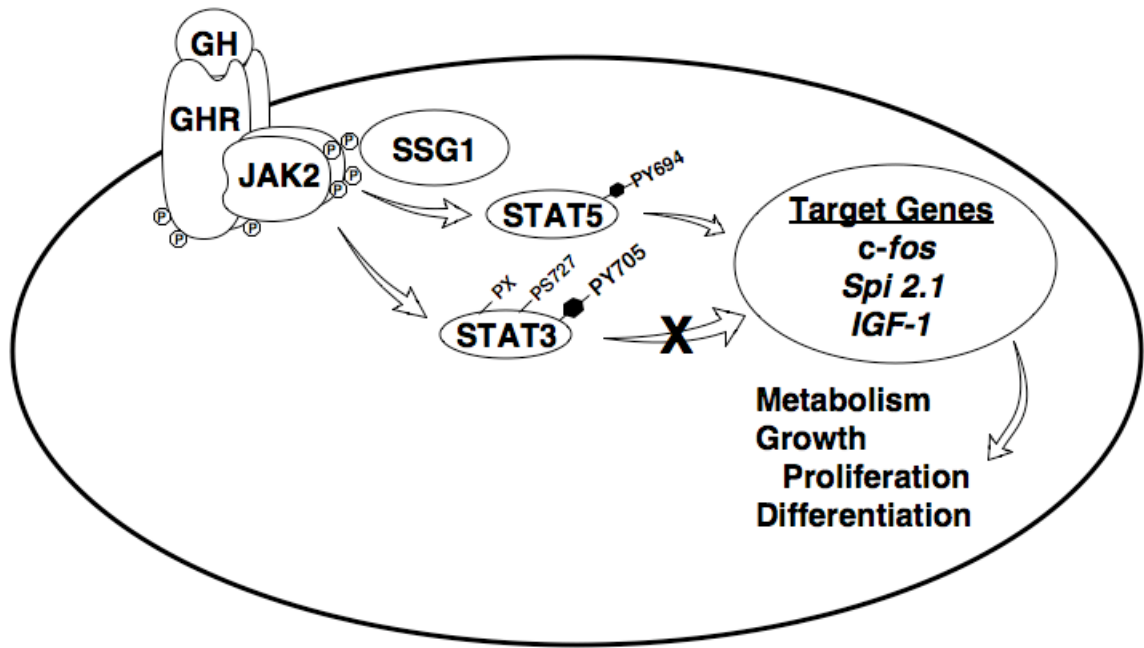 GH
GHR
JAK2
P
P
P
P
P
P
P
SSG1
STAT5
PY694
STAT3
PX
PS727
PY705
X
Target Genes
c-fos
Spi 2.1
IGF-1
Metabolism
Growth
Proliferation
Differentiation